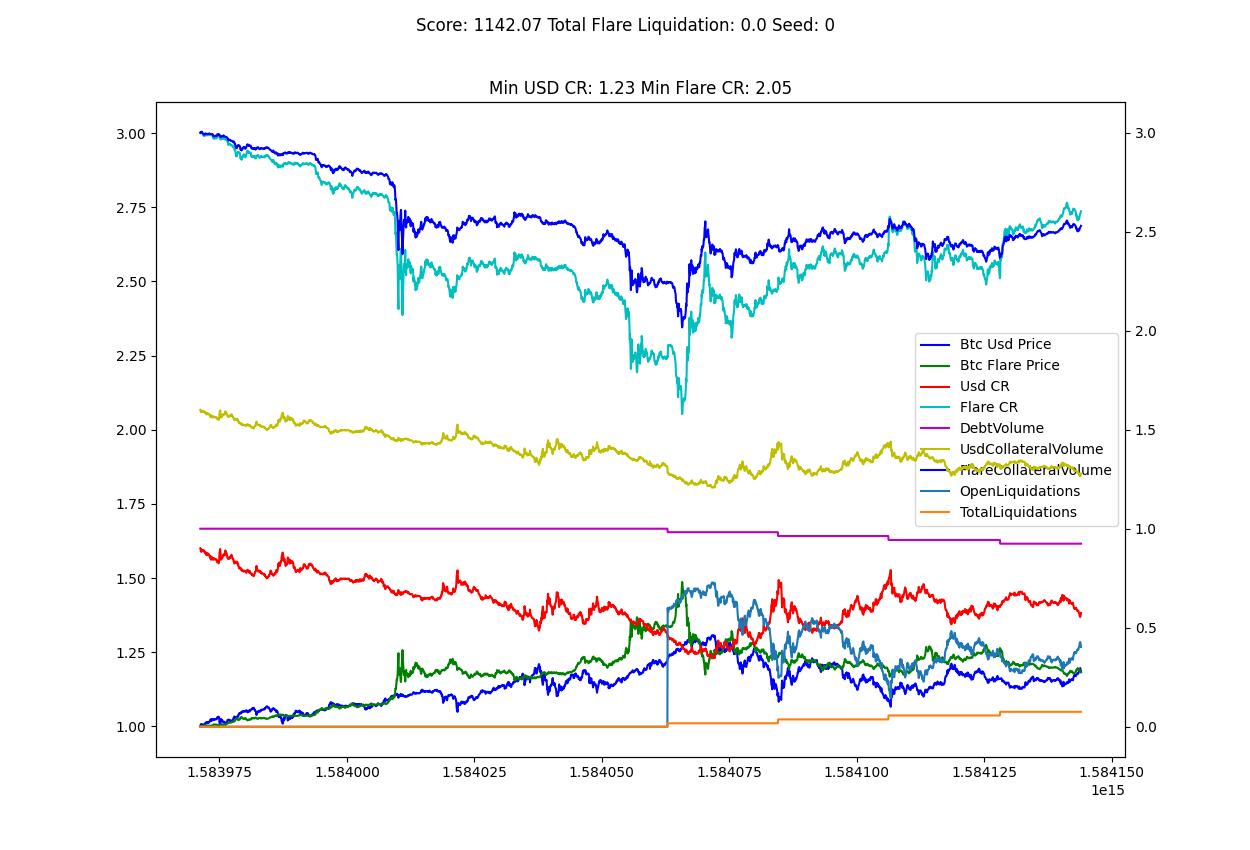 Score: 1142.07 Total Flare Liquidation: 0.0 Seed: 0
Min USD CR: 1.23 Min Flare CR: 2.05
3.00
2.75
2.50
2.25
2.00
1.75
1.50
1.25
1.00
3.0
2.5
2.0
1.5
1.0
0.5
0.0
Btc Usd Price
Btc Flare Price
Usd CR
Flare CR
DebtVolume
UsdCollateralVolume
FlareCollateralVolume
OpenLiquidations
TotalLiquidations
1.583975 1.584000 1.584025 1.584050 1.584075 1.584100 1.584125 1.584150
1e15